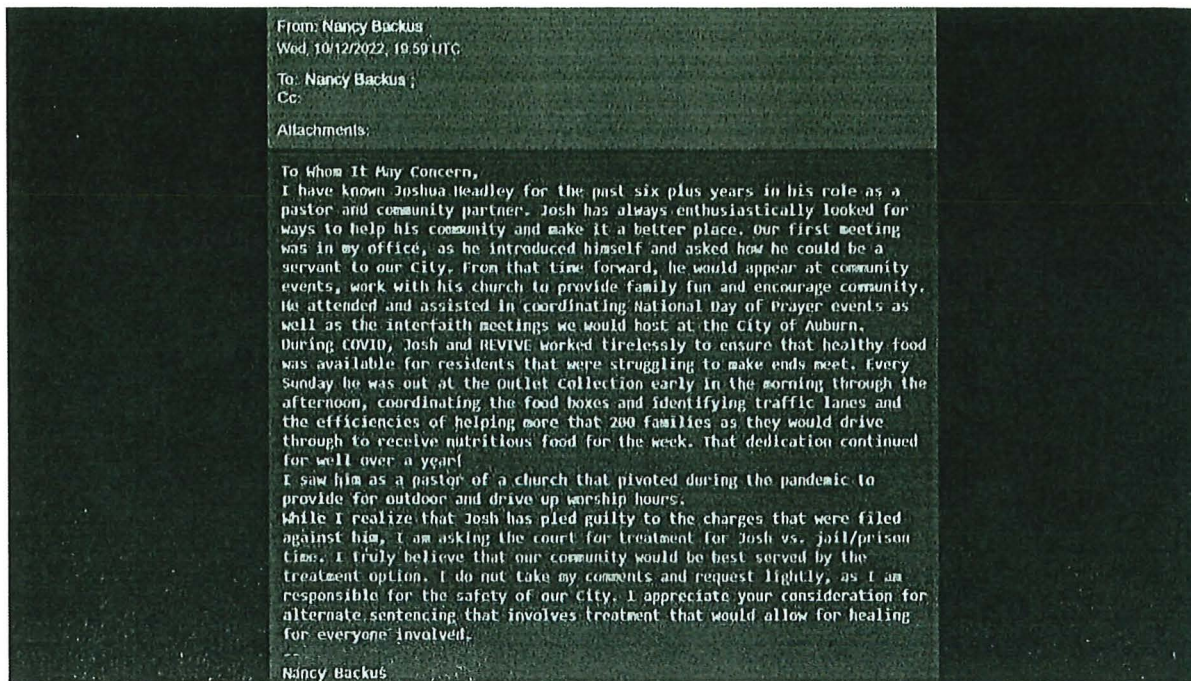 From: Nancy Backus
Wed, 10/12/2022, 19:59 UTC
To: Nancy Backus ;
Cc:
Attachments:
To Whom It May Concern,
I have known Joshua Headley for the past six plus years in his role as a
pastor and community partner. Josh has always enthusiastically looked for
ways to help his community and make it a better place. Our first meeting
was in my office, as he introduced himself and asked how he could be a
servant to our City. From that time forward, he would appear at community
events, work with his church to provide family fun and encourage community.
He attended and assisted in coordinating National Day of Prayer events as
well as the interfaith meetings we would host at the City of Auburn.
During COVID, Josh and REVIVE worked tirelessly to ensure that healthy food
was available for residents that were struggling to make ends meet. Every
Sunday he was out at the Outlet Collection early in the morning through the
afternoon, coordinating the food boxes and identifying traffic lanes and
the efficiencies of helping more that 200 families as they would drive
through to receive nutritious food for the week. That dedication continued
for well over a year!
I saw him as a pastor of a church that pivoted during the pandemic to
provide for outdoor and drive up worship hours.
While I realize that Josh has pled guilty to the charges that were filed
against him, I am asking the court for treatment for Josh vs. jail/prison
time. I truly believe that our community would be best served by the
treatment option. I do not take my comments and request lightly, as I am
responsible for the safety of our City. I appreciate your consideration for
alternate sentencing that involves treatment that would allow for healing
for everyone involved.
--
Nancy Backus